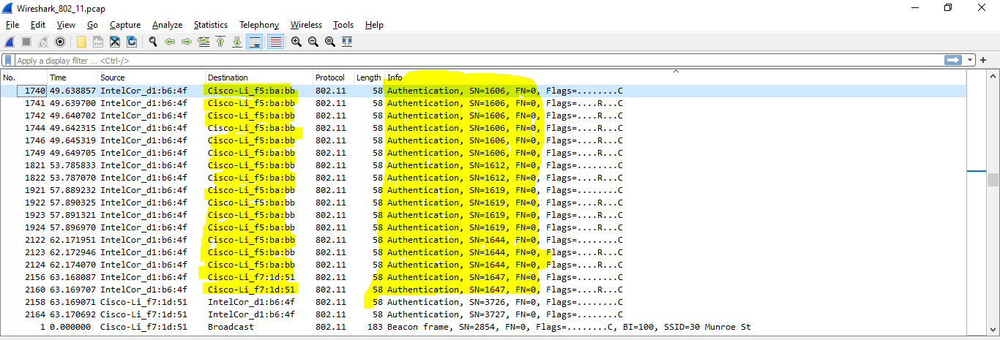 Wireshark_802_11.pcap
File Edit View Go Capture Analyze Statistics Telephony Wireless Tools Help
Apply a display filter ... <Ctrl-/>
No. Time Source Destination Protocol Length Info
1740 49.638857 IntelCor_d1:b6:4f Cisco-Li_f5:ba:bb 802.11 58 Authentication, SN=1606, FN=0, Flags=........C
1741 49.639700 IntelCor_d1:b6:4f Cisco-Li_f5:ba:bb 802.11 58 Authentication, SN=1606, FN=0, Flags=....R...C
1742 49.640702 IntelCor_d1:b6:4f Cisco-Li_f5:ba:bb 802.11 58 Authentication, SN=1606, FN=0, Flags=....R...C
1744 49.642315 IntelCor_d1:b6:4f Cisco-Li_f5:ba:bb 802.11 58 Authentication, SN=1606, FN=0, Flags=....R...C
1746 49.645319 IntelCor_d1:b6:4f Cisco-Li_f5:ba:bb 802.11 58 Authentication, SN=1606, FN=0, Flags=....R...C
1749 49.649705 IntelCor_d1:b6:4f Cisco-Li_f5:ba:bb 802.11 58 Authentication, SN=1606, FN=0, Flags=....R...C
1821 53.785833 IntelCor_d1:b6:4f Cisco-Li_f5:ba:bb 802.11 58 Authentication, SN=1612, FN=0, Flags=........C
1822 53.787070 IntelCor_d1:b6:4f Cisco-Li_f5:ba:bb 802.11 58 Authentication, SN=1612, FN=0, Flags=....R...C
1921 57.889232 IntelCor_d1:b6:4f Cisco-Li_f5:ba:bb 802.11 58 Authentication, SN=1619, FN=0, Flags=........C
1922 57.890325 IntelCor_d1:b6:4f Cisco-Li_f5:ba:bb 802.11 58 Authentication, SN=1619, FN=0, Flags=....R...C
1923 57.891321 IntelCor_d1:b6:4f Cisco-Li_f5:ba:bb 802.11 58 Authentication, SN=1619, FN=0, Flags=....R...C
1924 57.896970 IntelCor_d1:b6:4f Cisco-Li_f5:ba:bb 802.11 58 Authentication, SN=1619, FN=0, Flags=....R...C
2122 62.171951 IntelCor_d1:b6:4f Cisco-Li_f5:ba:bb 802.11 58 Authentication, SN=1644, FN=0, Flags=........C
2123 62.172946 IntelCor_d1:b6:4f Cisco-Li_f5:ba:bb 802.11 58 Authentication, SN=1644, FN=0, Flags=....R...C
2124 62.174070 IntelCor_d1:b6:4f Cisco-Li_f5:ba:bb 802.11 58 Authentication, SN=1644, FN=0, Flags=....R...C
2156 63.168087 IntelCor_d1:b6:4f Cisco-Li_f7:1d:51 802.11 58 Authentication, SN=1647, FN=0, Flags=........C
2160 63.169707 IntelCor_d1:b6:4f Cisco-Li_f7:1d:51 802.11 58 Authentication, SN=1647, FN=0, Flags=....R...C
2158 63.169071 Cisco-Li_f7:1d:51 IntelCor_d1:b6:4f 802.11 58 Authentication, SN=3726, FN=0, Flags=........C
2164 63.170692 Cisco-Li_f7:1d:51 IntelCor_d1:b6:4f 802.11 58 Authentication, SN=3727, FN=0, Flags=........C
1 0.000000 Cisco-Li_f7:1d:51 Broadcast 802.11 183 Beacon frame, SN=2854, FN=0, Flags=........C, BI=100, SSID=30 Munroe St